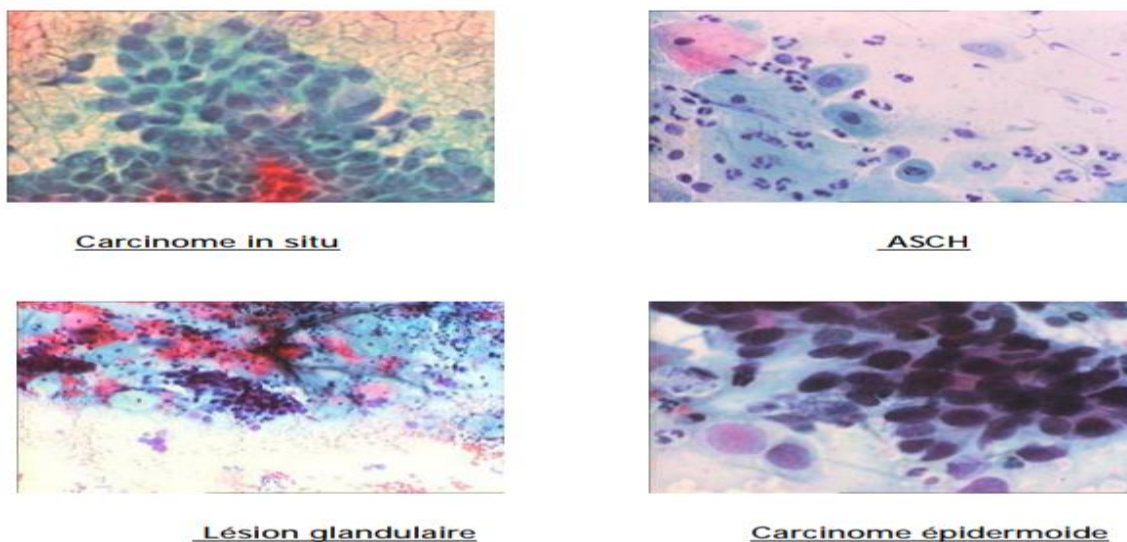 Carcinome in situ
ASCH
Lésion glandulaire
Carcinome épidermoide